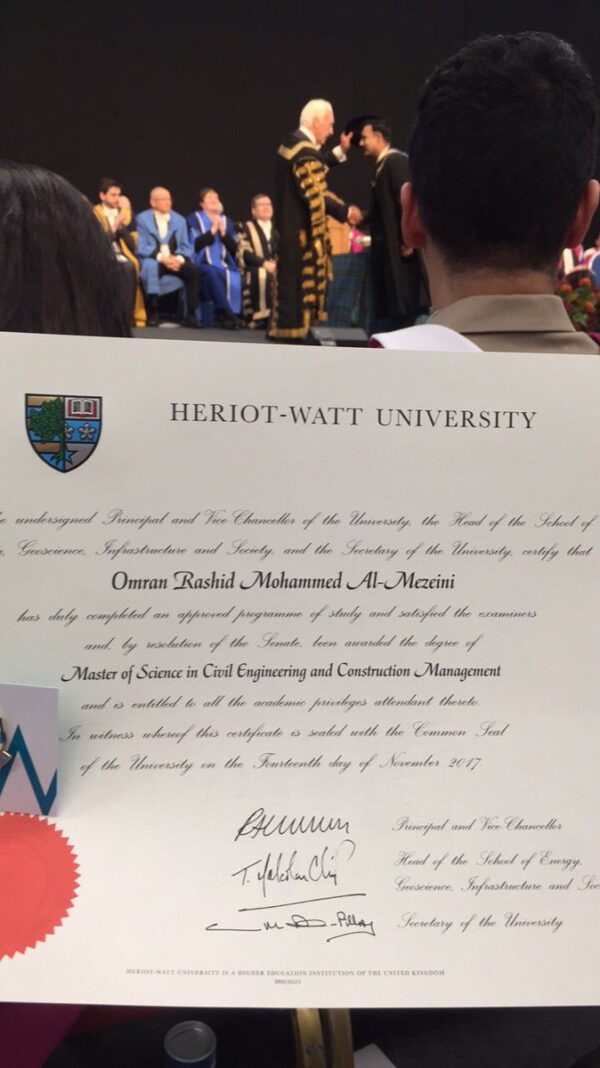 HERIOT-WATT UNIVERSITY
undersigned Principal and Vice-Chancellor of the University, the Head of the School of
Geoscience, Infrastructure and Society, and the Secretary of the University, certify that
Omran Rashid Mohammed Al-Mezeini
has duly completed an approved programme of study and satisfied the examiners
and, by resolution of the Senate, been awarded the degree of
Master of Science in Civil Engineering and Construction Management
and is entitled to all the academic privileges attendant thereto.
In witness whereof this certificate is sealed with the Common Seal
of the University on the Fourteenth day of November 2017.
Principal and Vice-Chancellor
Head of the School of Energy,
Geoscience, Infrastructure and Soc
Secretary of the University
HERIOT-WATT UNIVERSITY IS A HIGHER EDUCATION INSTITUTION OF THE UNITED KINGDOM